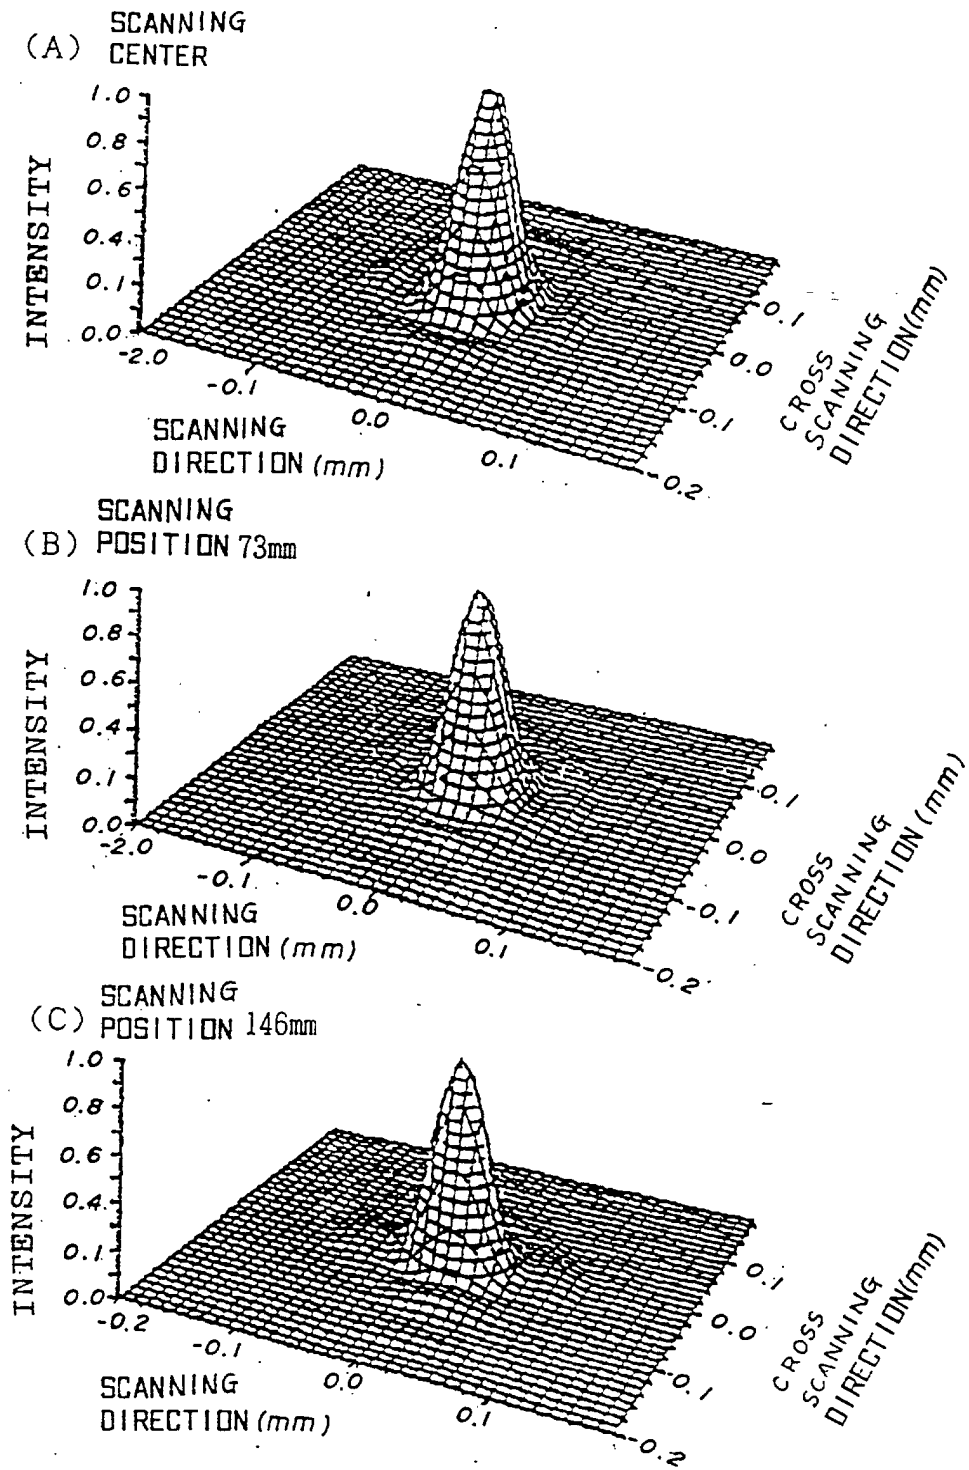 (A) SCANNING
CENTER
1.0
0.8
0.6
0.4
0.1
0.0
INTENSITY
-2.0
-0.1
0.0
0.1
SCANNING
DIRECTION (mm)
0.1
0.0
-0.1
-0.2
CROSS
SCANNING
DIRECTION (mm)
(B) SCANNING
POSITION 73mm
1.0
0.8
0.6
0.4
0.1
0.0
INTENSITY
-2.0
-0.1
0.0
0.1
SCANNING
DIRECTION (mm)
0.1
0.0
-0.1
-0.2
CROSS
SCANNING
DIRECTION (mm)
(C) SCANNING
POSITION 146mm
1.0
0.8
0.6
0.4
0.1
0.0
INTENSITY
-0.2
-0.1
0.0
0.1
SCANNING
DIRECTION (mm)
0.1
0.0
-0.1
-0.2
CROSS
SCANNING
DIRECTION (mm)